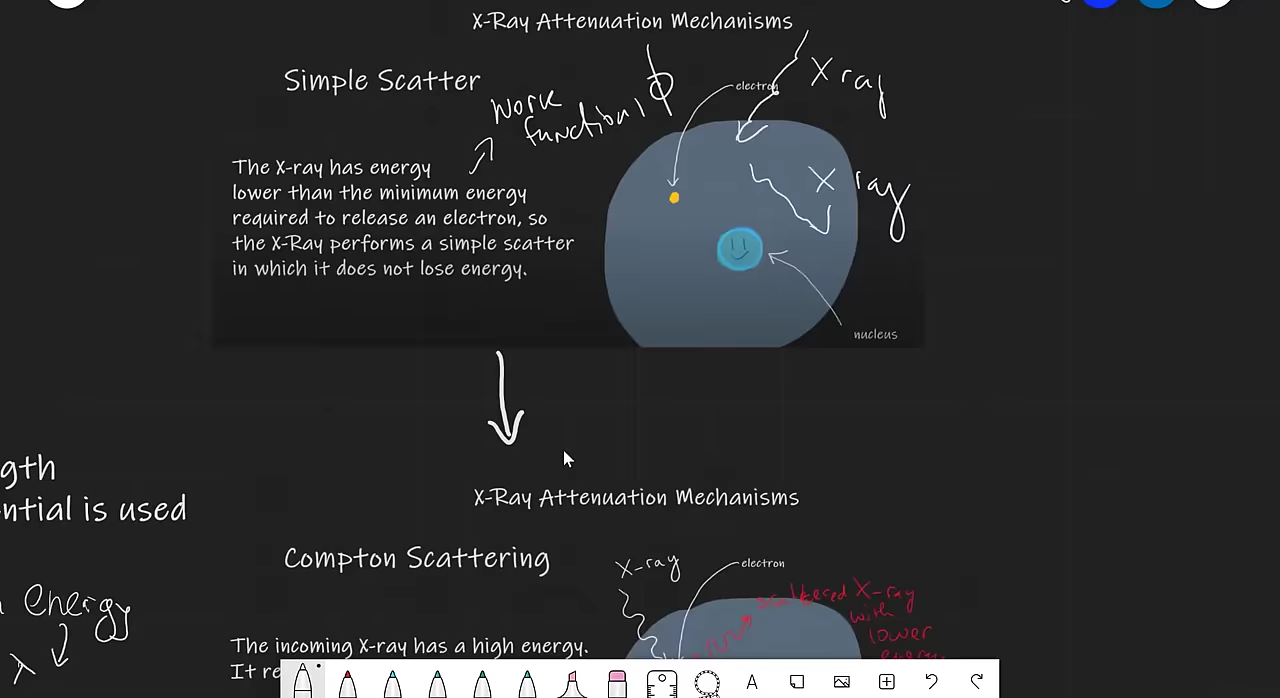 X-Ray Attenuation Mechanisms
Simple Scatter
work
function, ϕ
electron
X ray
The X-ray has energy
lower than the minimum energy
required to release an electron, so
the X-Ray performs a simple scatter
in which it does not lose energy.
X ray
nucleus
gth
ntial is used
energy
λ
X-Ray Attenuation Mechanisms
Compton Scattering
X-ray
electron
scattered X-ray
with
lower
energy
The incoming X-ray has a high energy.
It re
A